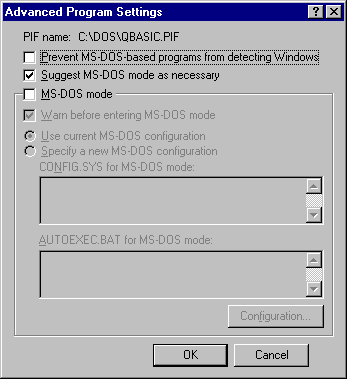 Advanced Program Settings
PIF name: C:\DOS\QBASIC.PIF
Prevent MS-DOS-based programs from detecting Windows
Suggest MS-DOS mode as necessary
MS-DOS mode
Warn before entering MS-DOS mode
Use current MS-DOS configuration
Specify a new MS-DOS configuration
CONFIG.SYS for MS-DOS mode:
AUTOEXEC.BAT for MS-DOS mode:
Configuration...
OK
Cancel